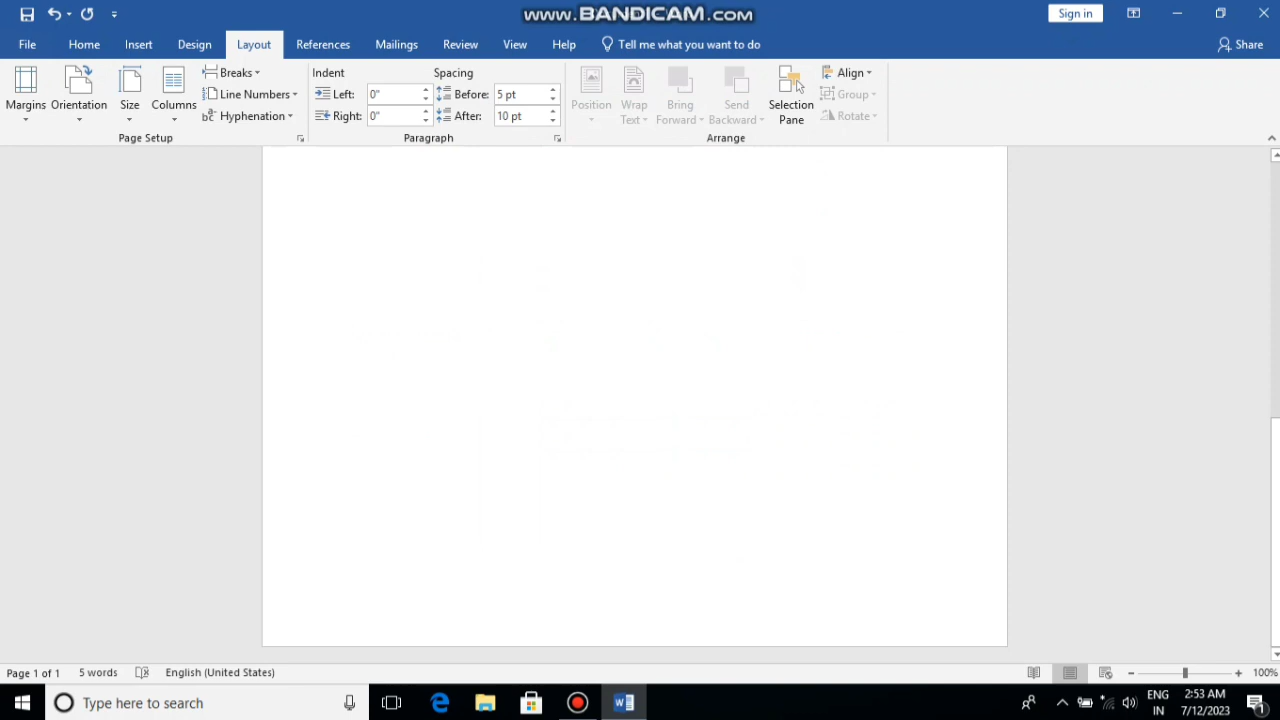 www.BANDICAM.com
Sign in
File Home Insert Design Layout References Mailings Review View Help Tell me what you want to do Share
Margins Orientation Size Columns
Breaks
Line Numbers
Hyphenation
Page Setup
Indent Spacing
Left: 0" Before: 5 pt
Right: 0" After: 10 pt
Paragraph
Position Wrap Text Bring Forward Send Backward Selection Pane
Align
Group
Rotate
Arrange
Page 1 of 1 5 words English (United States) 100%
Type here to search
ENG 2:53 AM
IN 7/12/2023
1